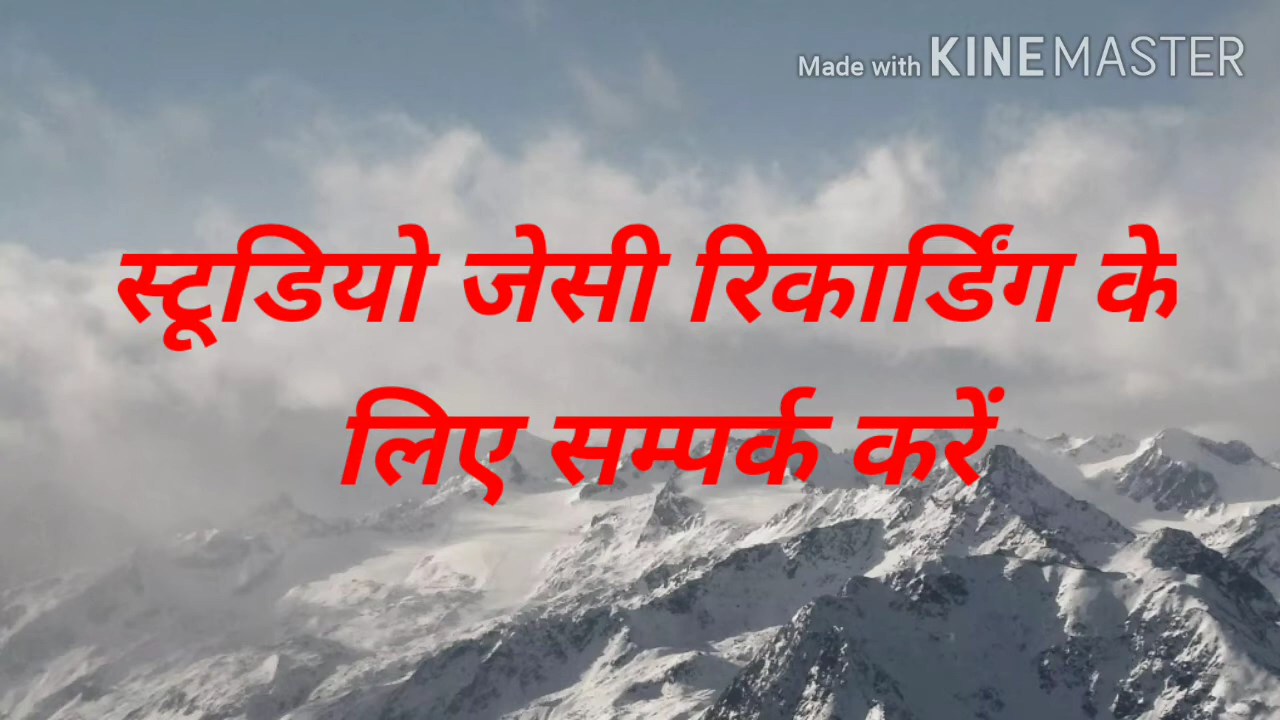 Made with KINEMASTER
स्टूडियो जेसी रिकार्डिंग के
लिए सम्पर्क करें